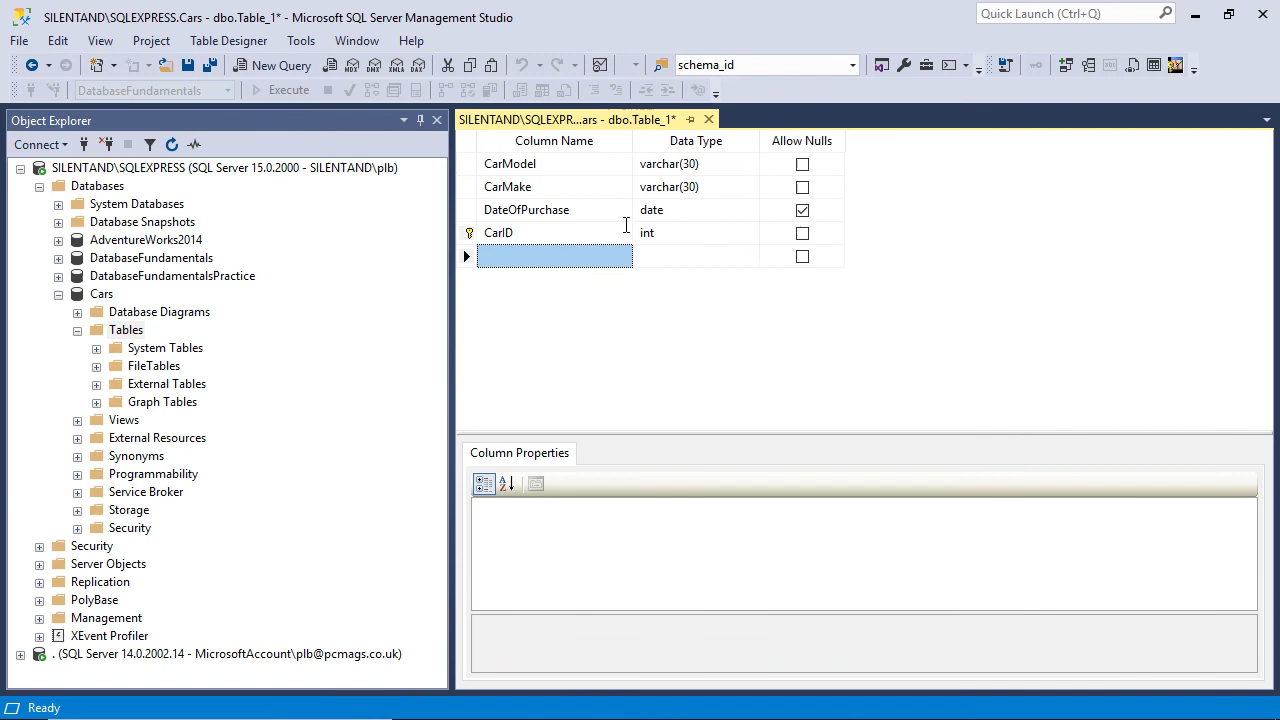 SILENTAND\SQLEXPRESS.Cars - dbo.Table_1* - Microsoft SQL Server Management Studio
Quick Launch (Ctrl+Q)
File Edit View Project Table Designer Tools Window Help
New Query
MDX DMX XMLA DAX
schema_id
DatabaseFundamentals
Execute
Object Explorer
Connect
SILENTAND\SQLEXPRESS (SQL Server 15.0.2000 - SILENTAND\plb)
Databases
System Databases
Database Snapshots
AdventureWorks2014
DatabaseFundamentals
DatabaseFundamentalsPractice
Cars
Database Diagrams
Tables
System Tables
FileTables
External Tables
Graph Tables
Views
External Resources
Synonyms
Programmability
Service Broker
Storage
Security
Security
Server Objects
Replication
PolyBase
Management
XEvent Profiler
. (SQL Server 14.0.2002.14 - MicrosoftAccount\plb@pcmags.co.uk)
SILENTAND\SQLEXPR...ars - dbo.Table_1*
Column Name Data Type Allow Nulls
CarModel varchar(30)
CarMake varchar(30)
DateOfPurchase date
CarID int
Column Properties
Ready